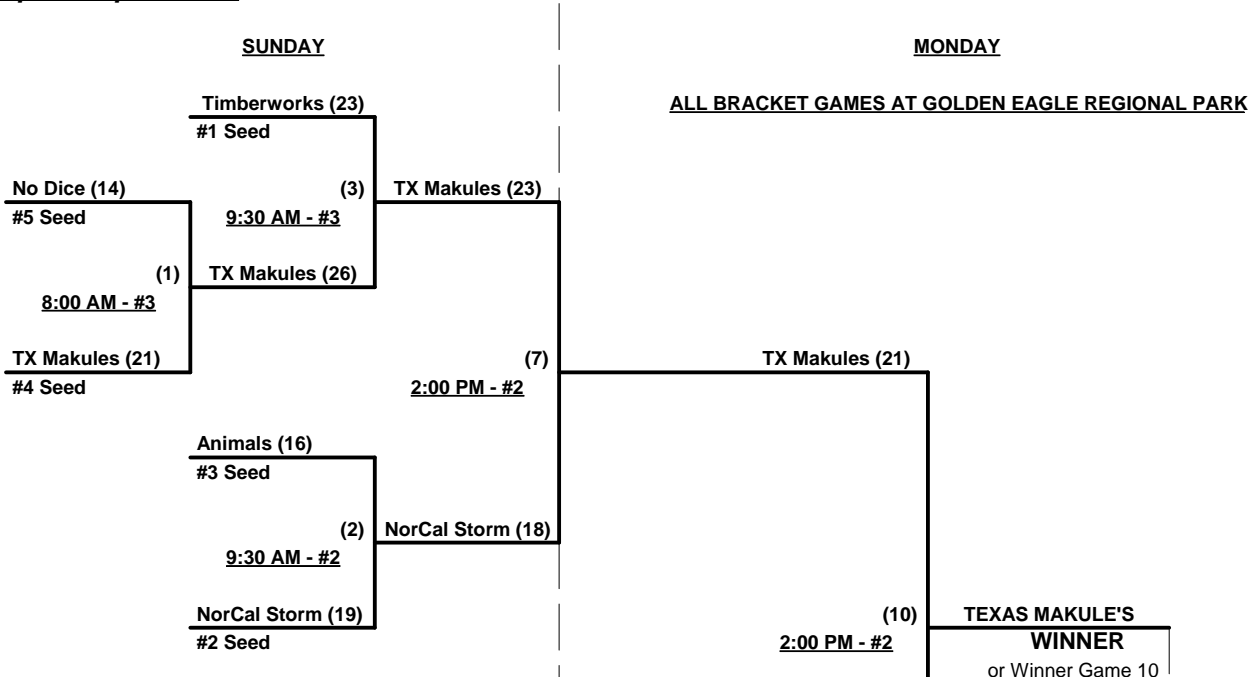 SUNDAY
MONDAY
Timberworks (23)
ALL BRACKET GAMES AT GOLDEN EAGLE REGIONAL PARK
#1 Seed
No Dice (14)
(3)
TX Makules (23)
#5 Seed
9:30 AM - #3
(1)
TX Makules (26)
8:00 AM - #3
TX Makules (21)
(7)
TX Makules (21)
#4 Seed
2:00 PM - #2
Animals (16)
#3 Seed
(2)
NorCal Storm (18)
9:30 AM - #2
NorCal Storm (19)
(10)
TEXAS MAKULE'S
#2 Seed
2:00 PM - #2
WINNER
or Winner Game 10